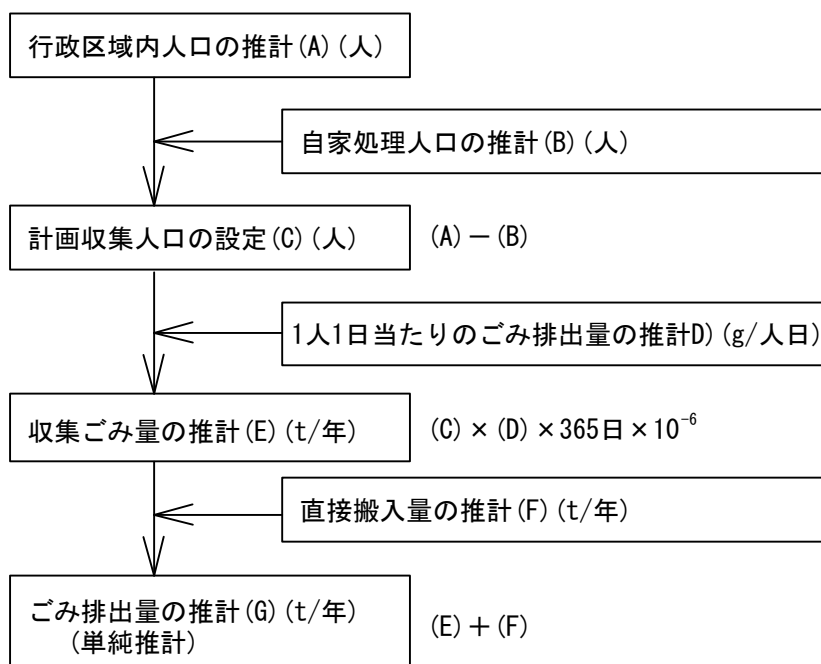 行政区域内人口の推計(A)(人)
自家処理人口の推計(B)(人)
計画収集人口の設定(C)(人) (A)－(B)
1人1日当たりのごみ排出量の推計D)(g/人日)
収集ごみ量の推計(E)(t/年) (C)×(D)×365日×10⁻⁶
直接搬入量の推計(F)(t/年)
ごみ排出量の推計(G)(t/年)
(単純推計) (E)＋(F)